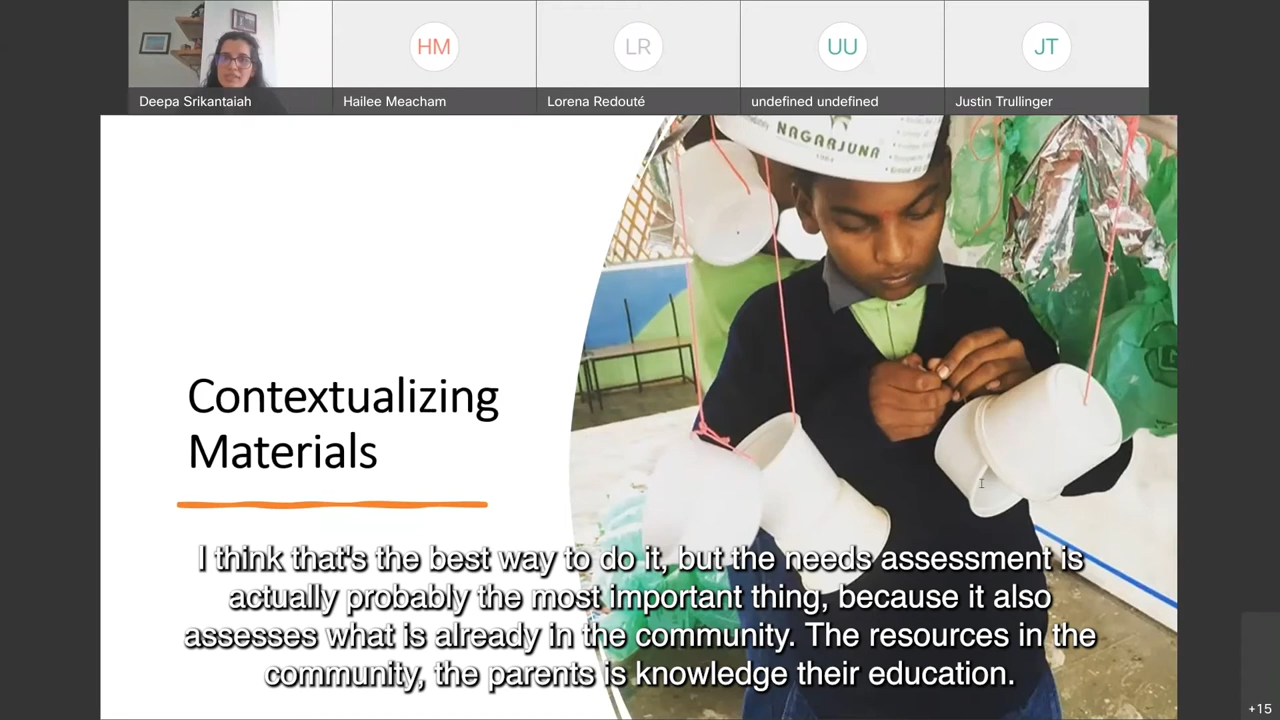 HM
LR
UU
JT
Deepa Srikantaiah
Hailee Meacham
Lorena Redouté
undefined undefined
Justin Trullinger
NAGARJUNA
Contextualizing
Materials
I think that's the best way to do it, but the needs assessment is
actually probably the most important thing, because it also
assesses what is already in the community. The resources in the
community, the parents is knowledge their education.
+15